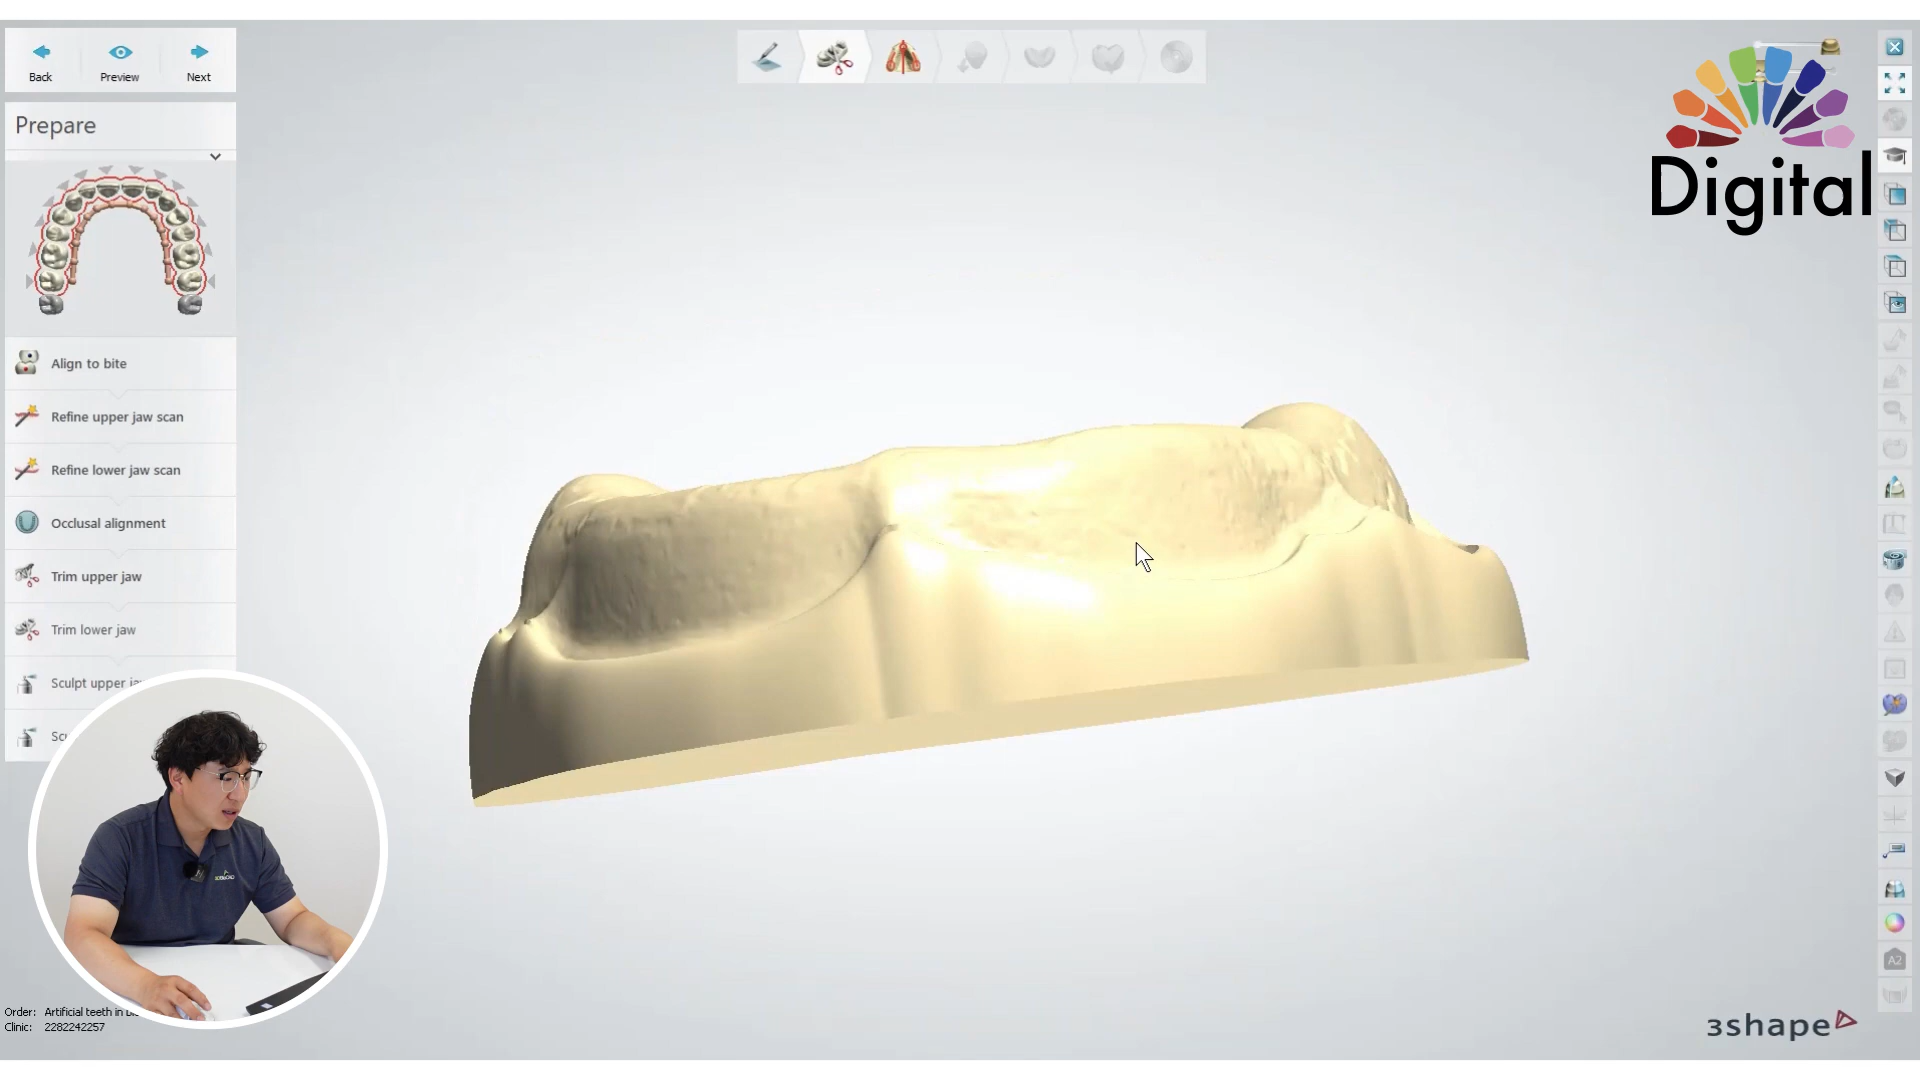 Back
Preview
Next
Prepare
Align to bite
Refine upper jaw scan
Refine lower jaw scan
Occlusal alignment
Trim upper jaw
Trim lower jaw
Sculpt upper
Order: Artificial teeth in
Clinic: 2282242257
Digital
A2
3shape